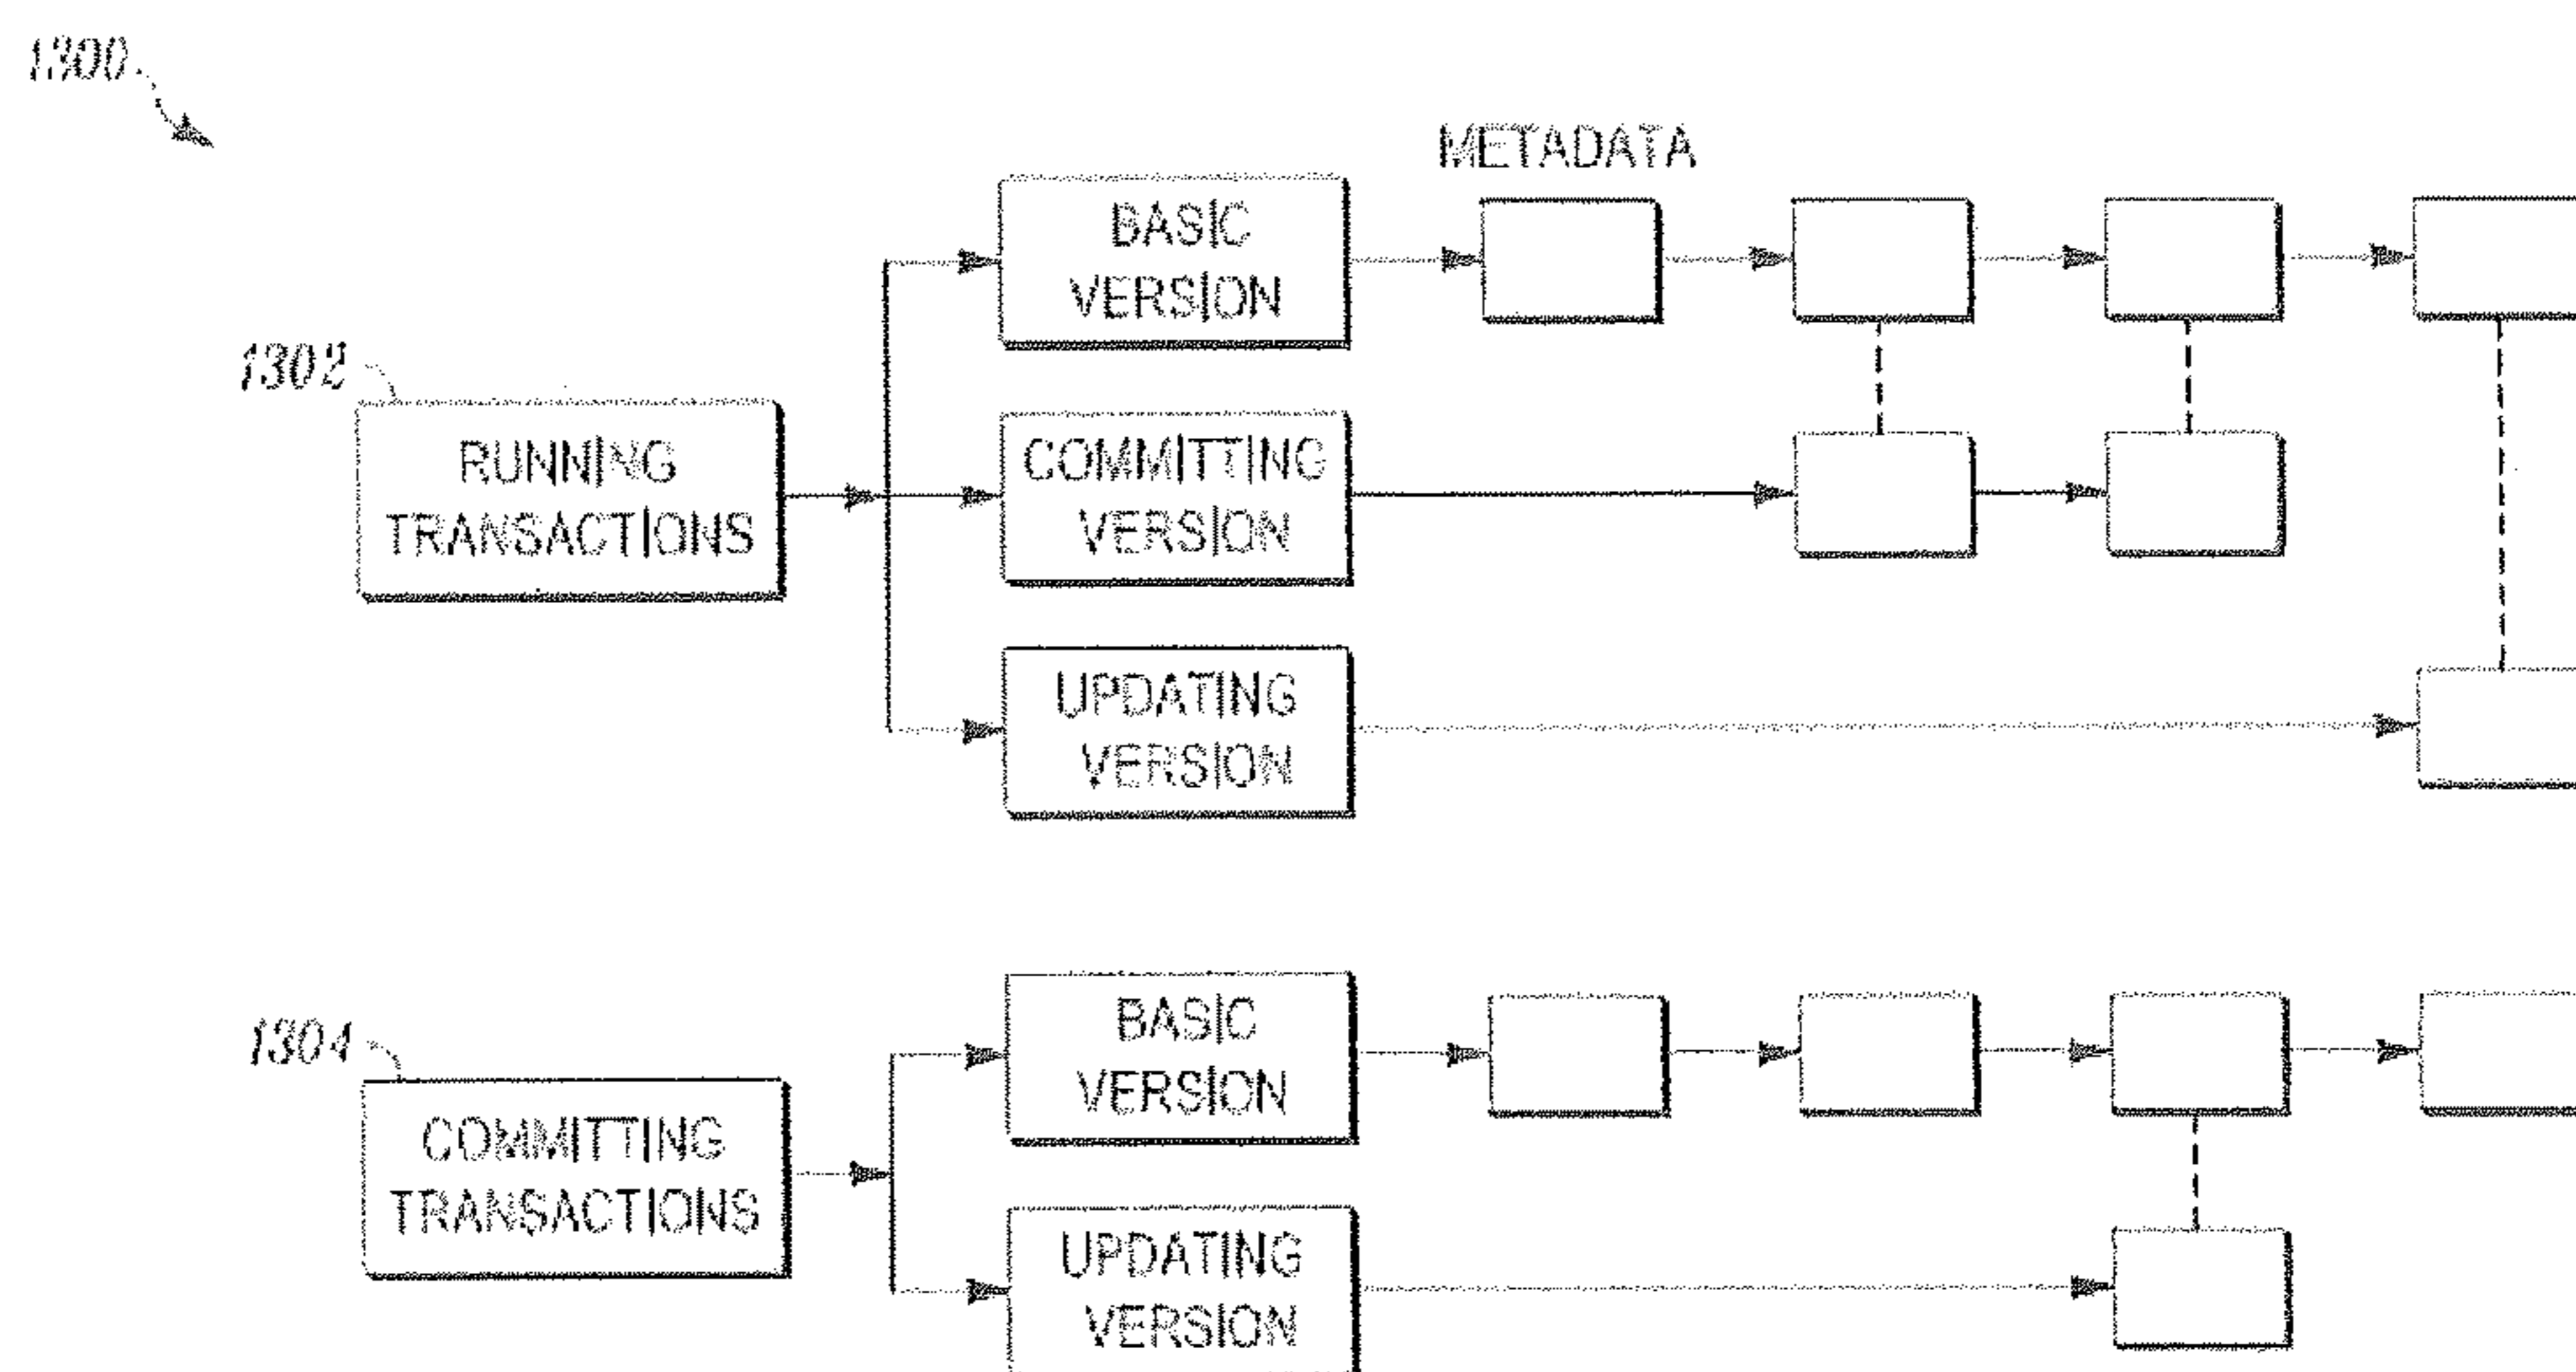 1300
METADATA
BASIC
VERSION
1302
RUNNING
TRANSACTIONS
COMMITTING
VERSION
UPDATING
VERSION
1304
COMMITTING
TRANSACTIONS
BASIC
VERSION
UPDATING
VERSION